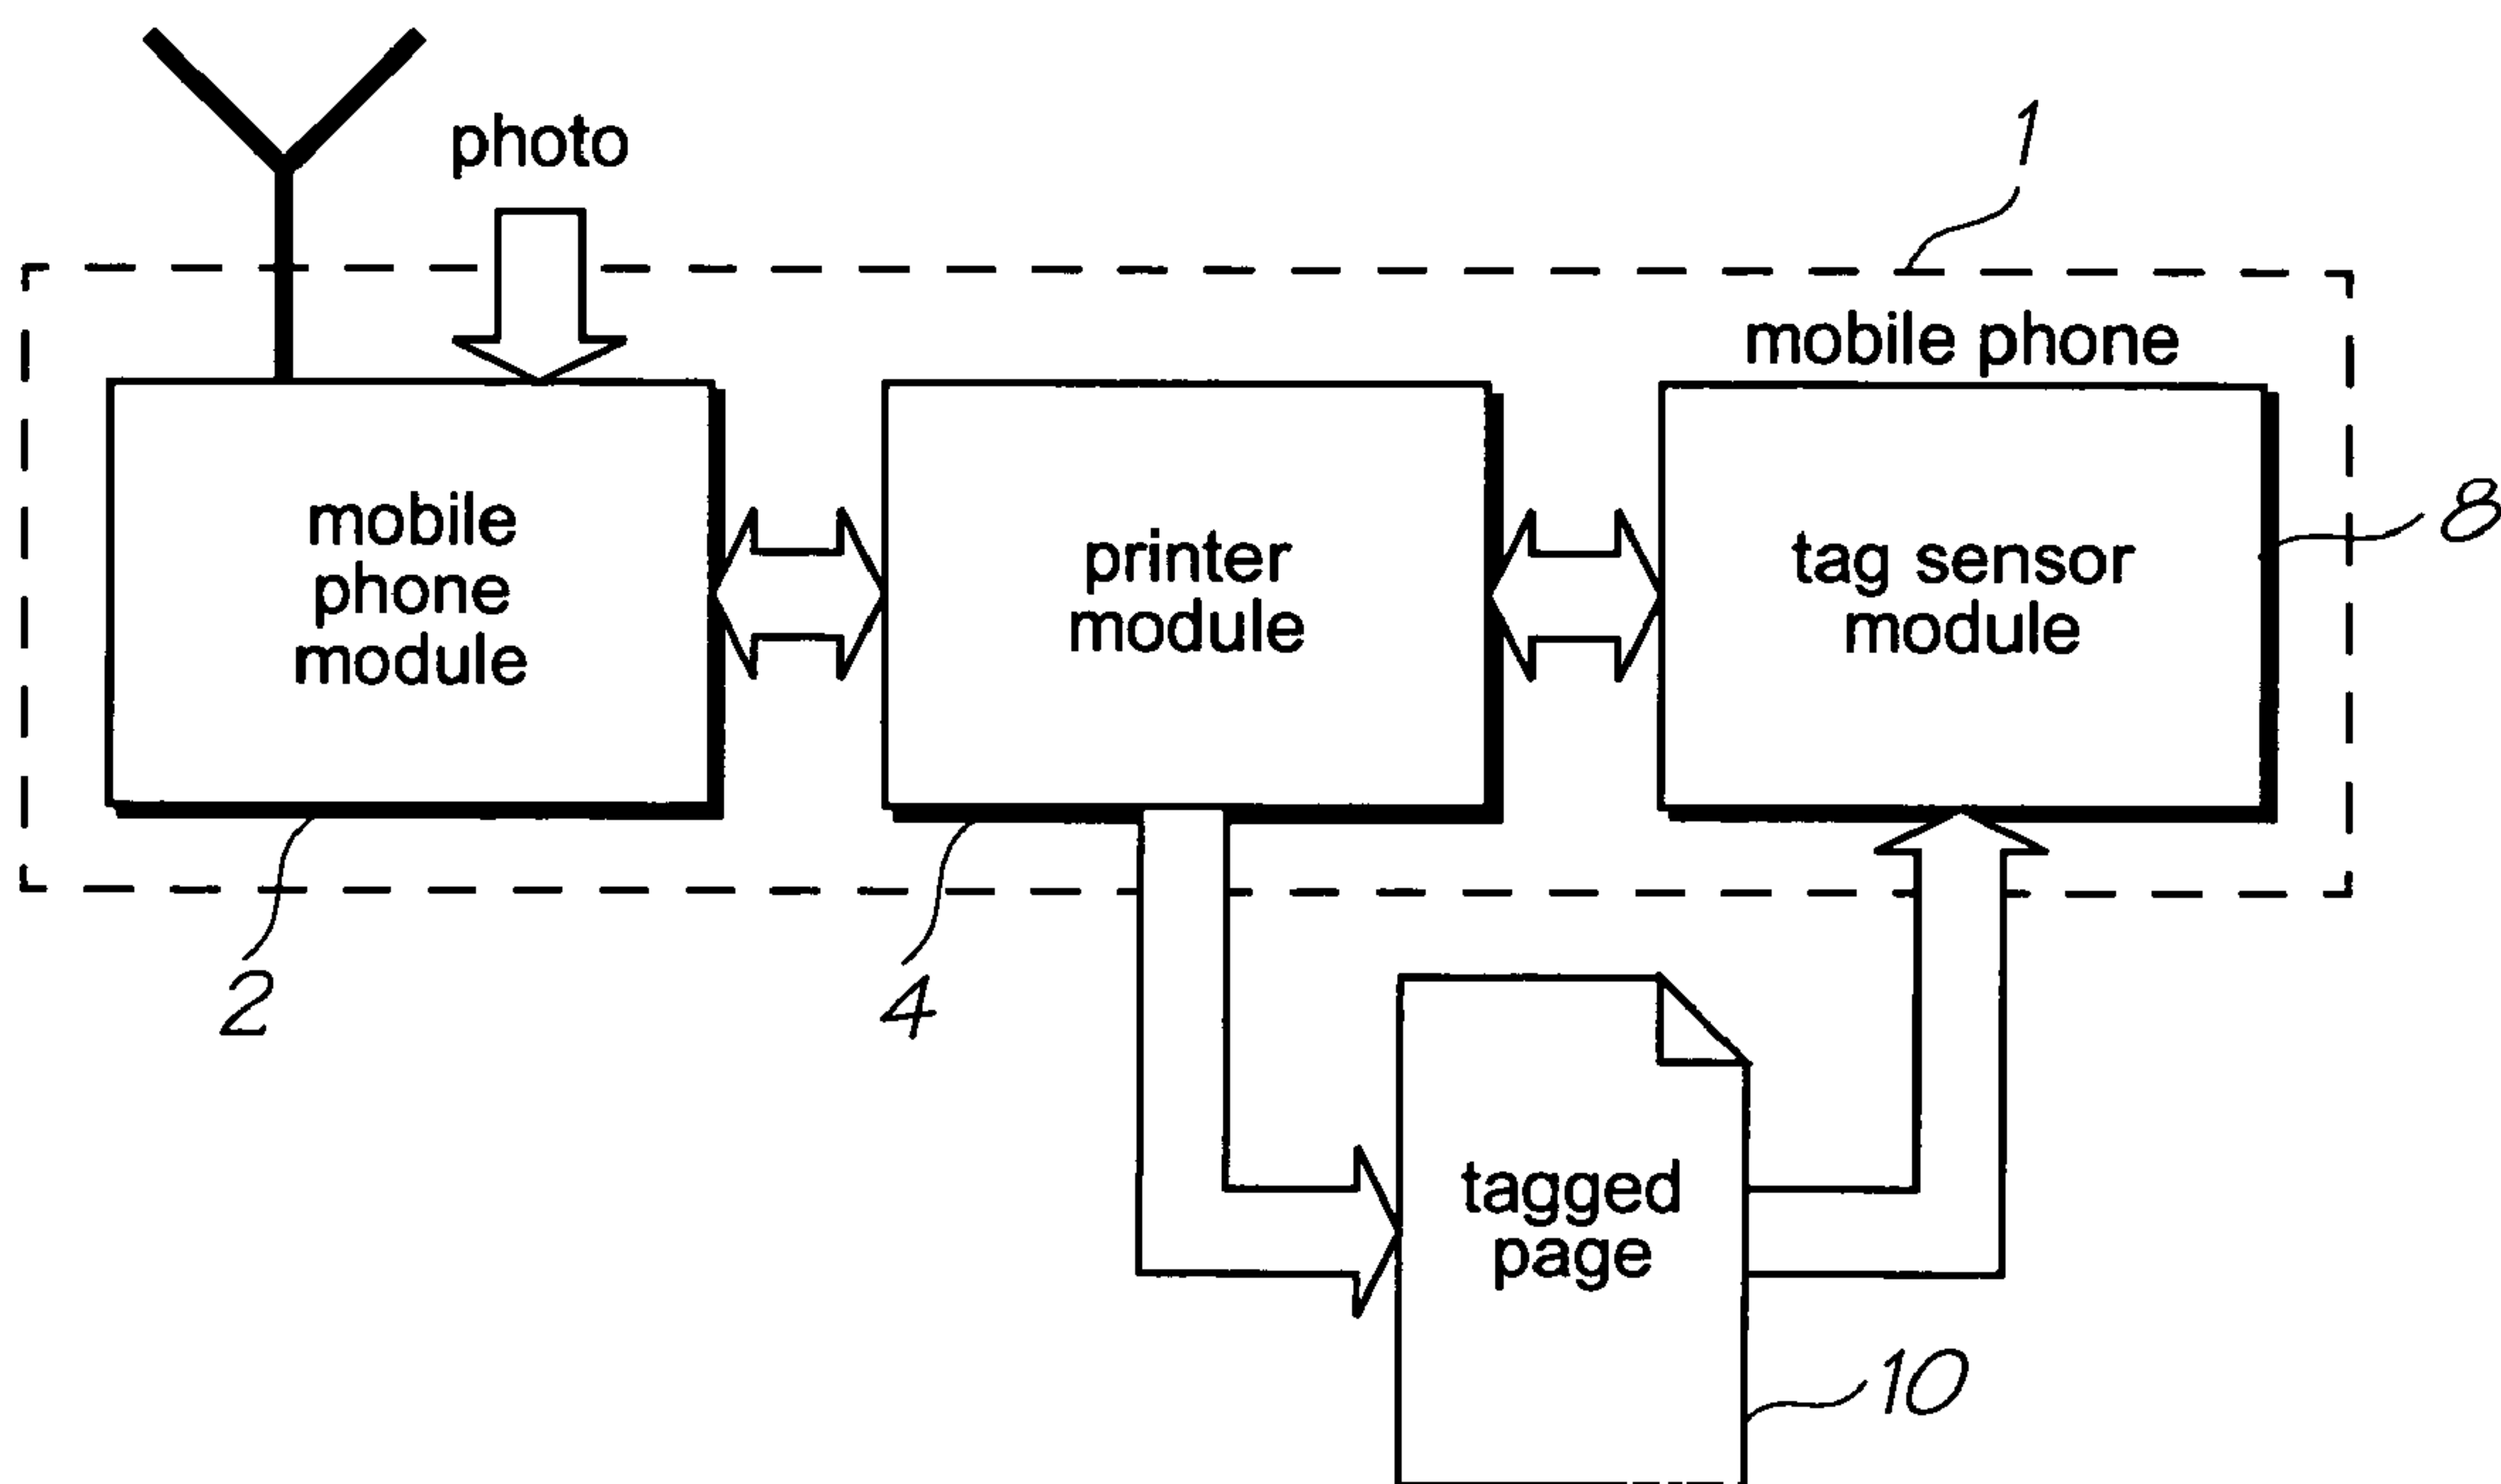 photo
1
mobile phone
mobile
phone
module
printer
module
tag sensor
module
8
2
4
tagged
page
10